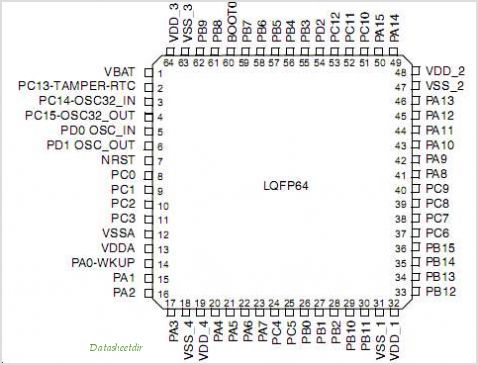 VDD_3
VSS_3
PB9
PB8
BOOT0
PB7
PB6
PB5
PB4
PB3
PD2
PC12
PC11
PC10
PA15
PA14
64 63 62 61 60 59 58 57 56 55 54 53 52 51 50 49
VBAT 1 48 VDD_2
PC13-TAMPER-RTC 2 47 VSS_2
PC14-OSC32_IN 3 46 PA13
PC15-OSC32_OUT 4 45 PA12
PD0 OSC_IN 5 44 PA11
PD1 OSC_OUT 6 43 PA10
NRST 7 42 PA9
PC0 8 41 PA8
PC1 9 40 PC9
PC2 10 39 PC8
PC3 11 38 PC7
VSSA 12 37 PC6
VDDA 13 36 PB15
PA0-WKUP 14 35 PB14
PA1 15 34 PB13
PA2 16 33 PB12
LQFP64
17 18 19 20 21 22 23 24 25 26 27 28 29 30 31 32
PA3
VSS_4
VDD_4
PA4
PA5
PA6
PA7
PC4
PC5
PB0
PB1
PB2
PB10
PB11
VSS_1
VDD_1
Datasheetdir